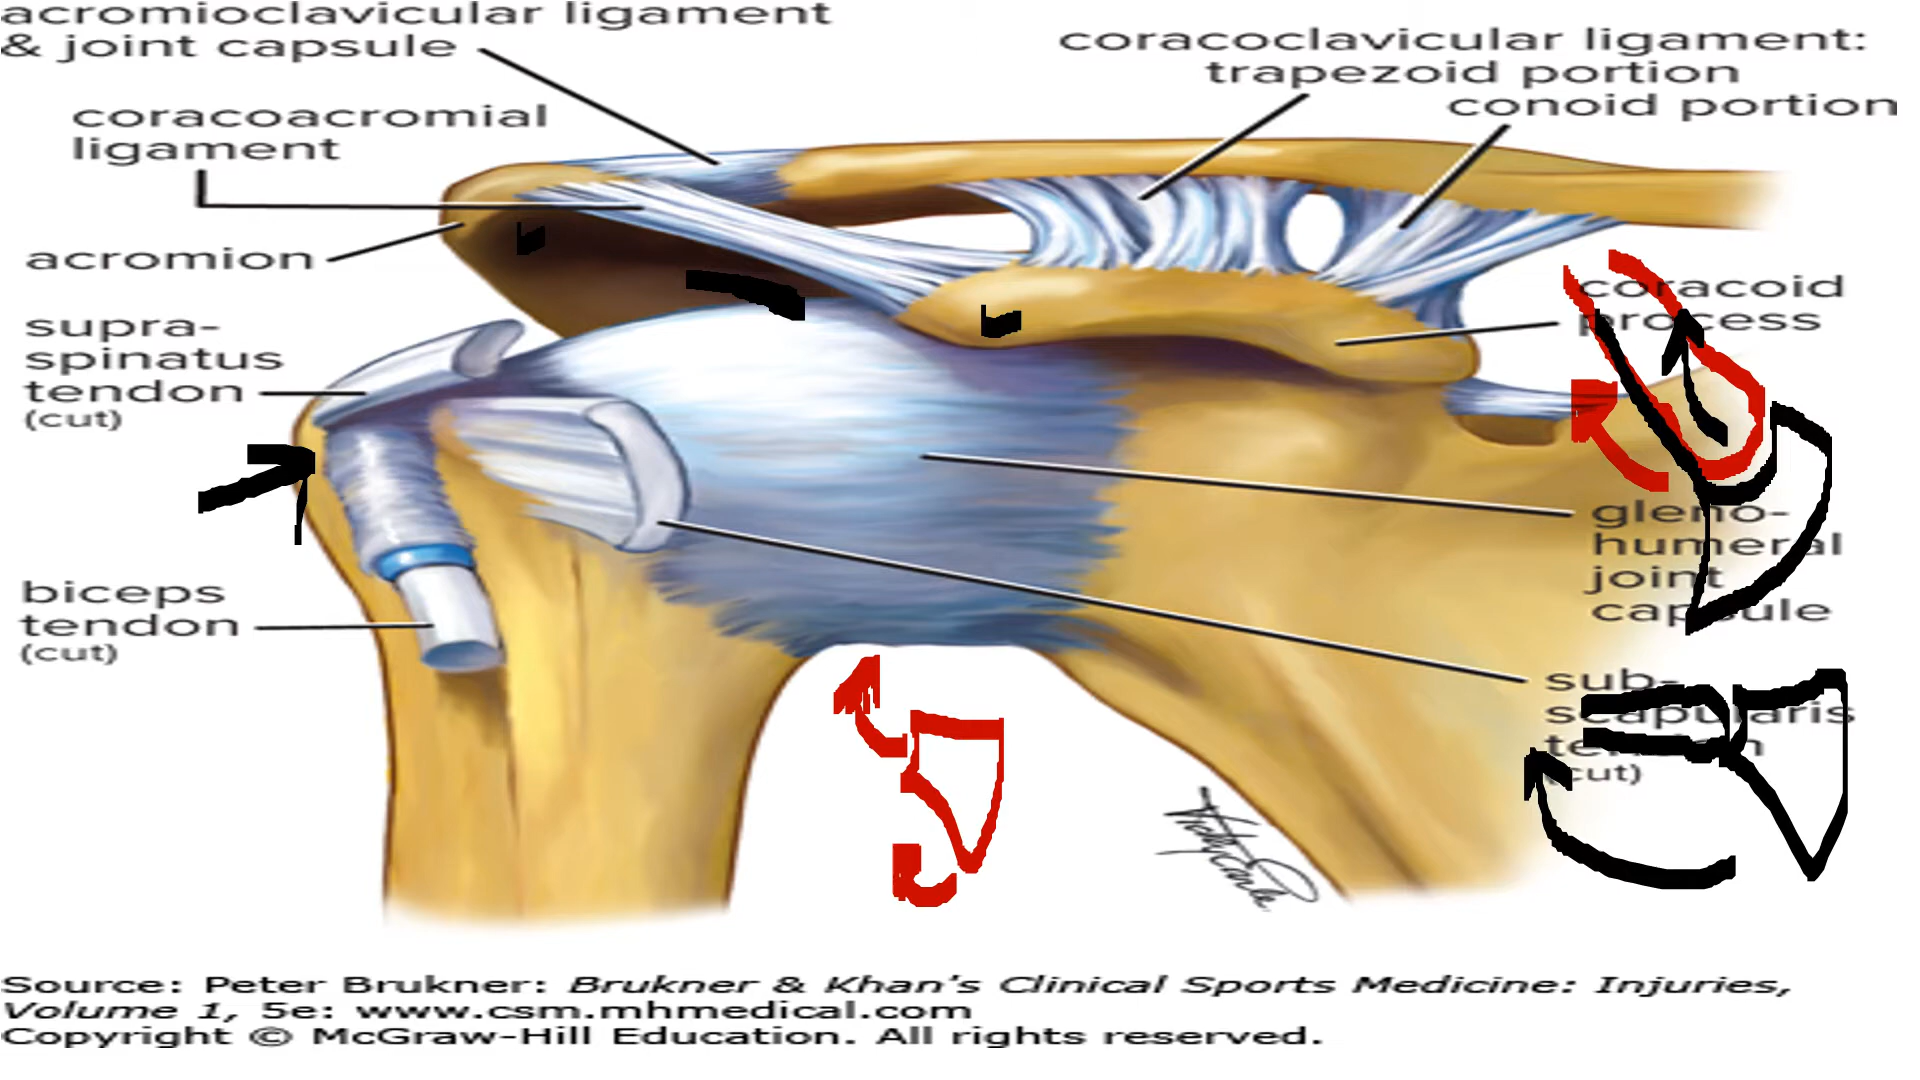 acromioclavicular ligament
& joint capsule
coracoclavicular ligament:
trapezoid portion
conoid portion
coracoacromial
ligament
acromion
coracoid
process
supra-
spinatus
tendon
(cut)
gleno-
humeral
joint
capsule
biceps
tendon
(cut)
sub-
scapularis
tendon
(cut)
Source: Peter Brukner: Brukner & Khan's Clinical Sports Medicine: Injuries,
Volume 1, 5e: www.csm.mhmedical.com
Copyright © McGraw-Hill Education. All rights reserved.